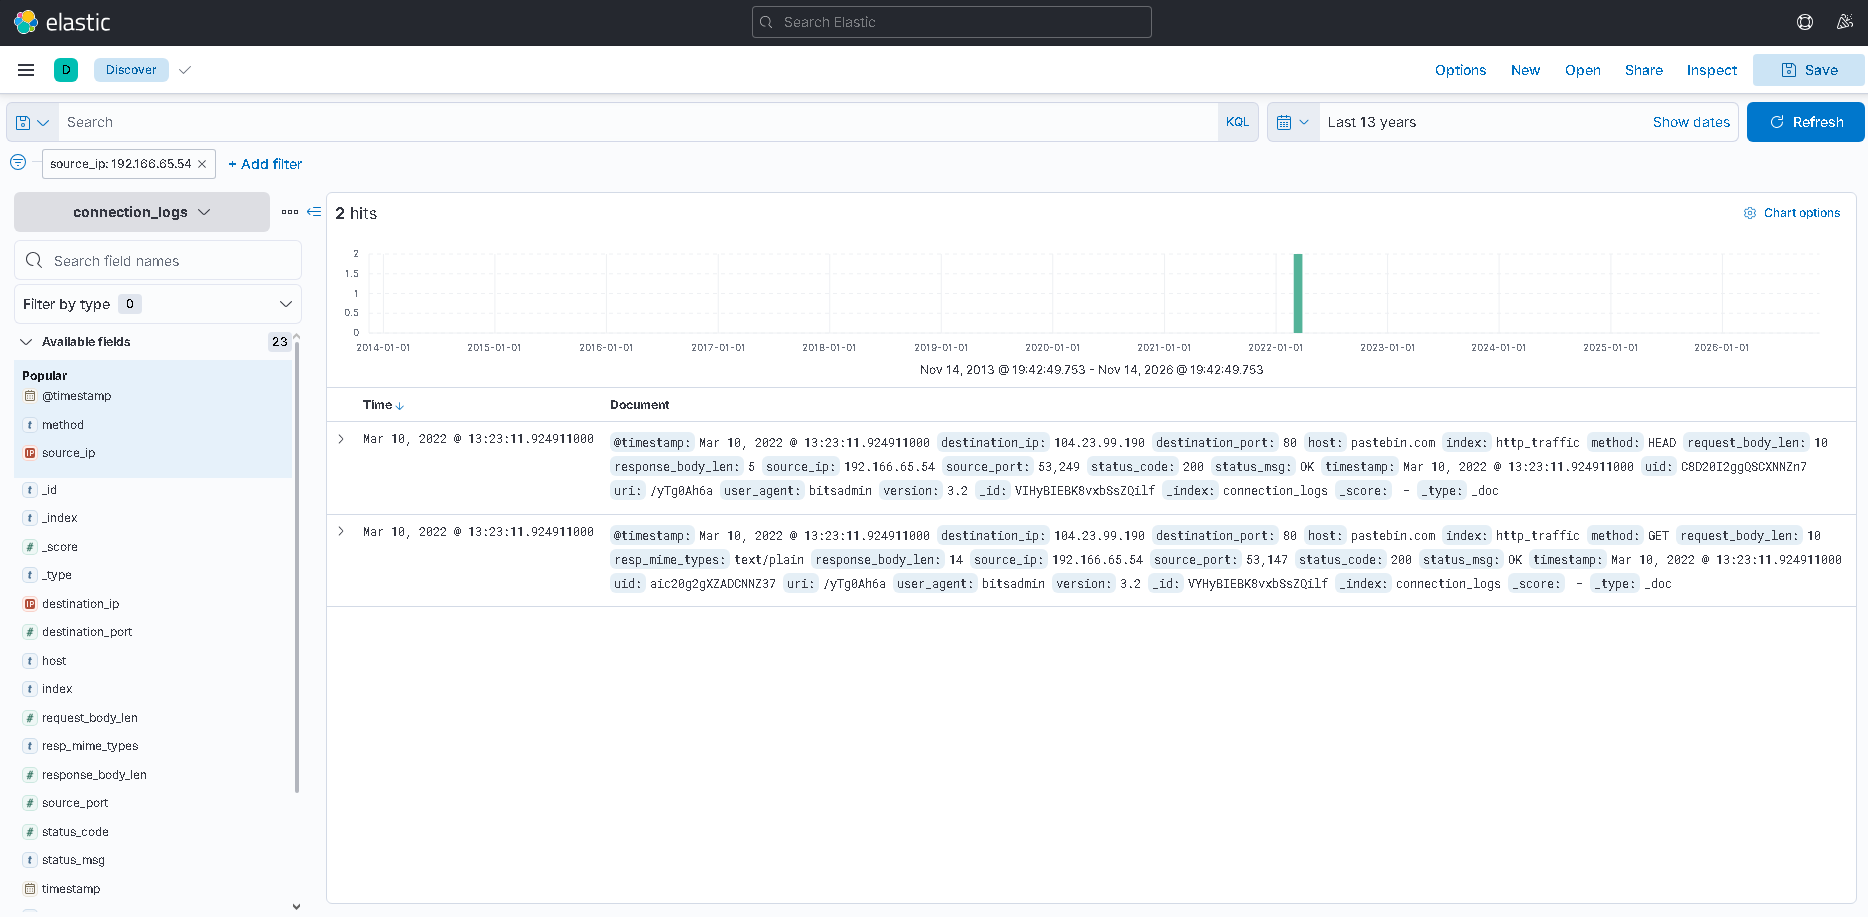 elastic
Search Elastic
D
Discover
Options New Open Share Inspect Save
Search
KQL
Last 13 years
Show dates
Refresh
source_ip: 192.166.65.54
+ Add filter
connection_logs
Search field names
Filter by type 0
Available fields 23
Popular
@timestamp
t method
IP source_ip
t _id
t _index
# _score
t _type
IP destination_ip
# destination_port
t host
t index
# request_body_len
t resp_mime_types
# response_body_len
# source_port
# status_code
t status_msg
timestamp
2 hits
Chart options
2
1.5
1
0.5
0
2014-01-01 2015-01-01 2016-01-01 2017-01-01 2018-01-01 2019-01-01 2020-01-01 2021-01-01 2022-01-01 2023-01-01 2024-01-01 2025-01-01 2026-01-01
Nov 14, 2013 @ 19:42:49.753 - Nov 14, 2026 @ 19:42:49.753
Time Document
Mar 10, 2022 @ 13:23:11.924911000 @timestamp: Mar 10, 2022 @ 13:23:11.924911000 destination_ip: 104.23.99.190 destination_port: 80 host: pastebin.com index: http_traffic method: HEAD request_body_len: 10
response_body_len: 5 source_ip: 192.166.65.54 source_port: 53,249 status_code: 200 status_msg: OK timestamp: Mar 10, 2022 @ 13:23:11.924911000 uid: C8D20I2ggQSCXNNZn7
uri: /yTg0Ah6a user_agent: bitsadmin version: 3.2 _id: VIHyBIEBK8vxbSsZQilf _index: connection_logs _score: - _type: _doc
Mar 10, 2022 @ 13:23:11.924911000 @timestamp: Mar 10, 2022 @ 13:23:11.924911000 destination_ip: 104.23.99.190 destination_port: 80 host: pastebin.com index: http_traffic method: GET request_body_len: 10
resp_mime_types: text/plain response_body_len: 14 source_ip: 192.166.65.54 source_port: 53,147 status_code: 200 status_msg: OK timestamp: Mar 10, 2022 @ 13:23:11.924911000
uid: aic20g2gXZADCNNZ37 uri: /yTg0Ah6a user_agent: bitsadmin version: 3.2 _id: VYHyBIEBK8vxbSsZQilf _index: connection_logs _score: - _type: _doc